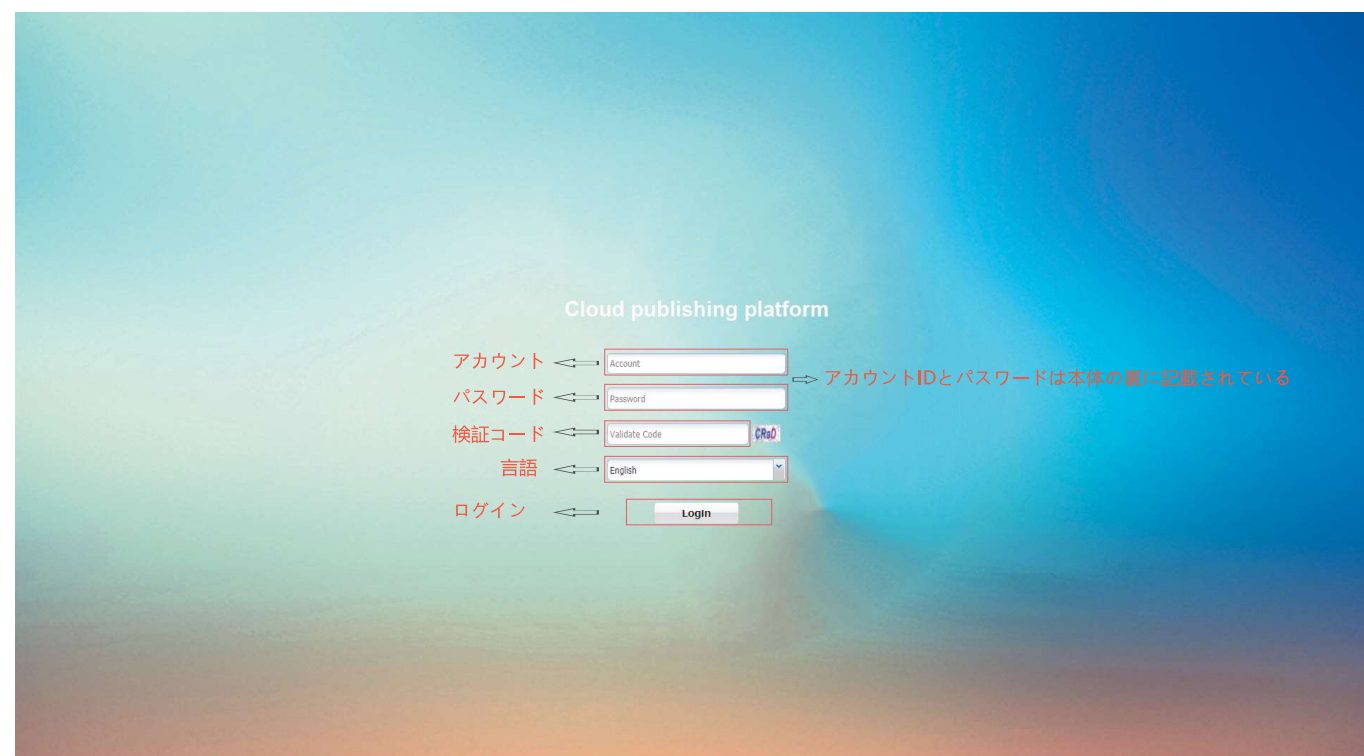 Cloud publishing platform
アカウント
Account
アカウントIDとパスワードは本体の裏に記載されている
パスワード
Password
検証コード
Validate Code
CRaD
言語
English
ログイン
LogIn